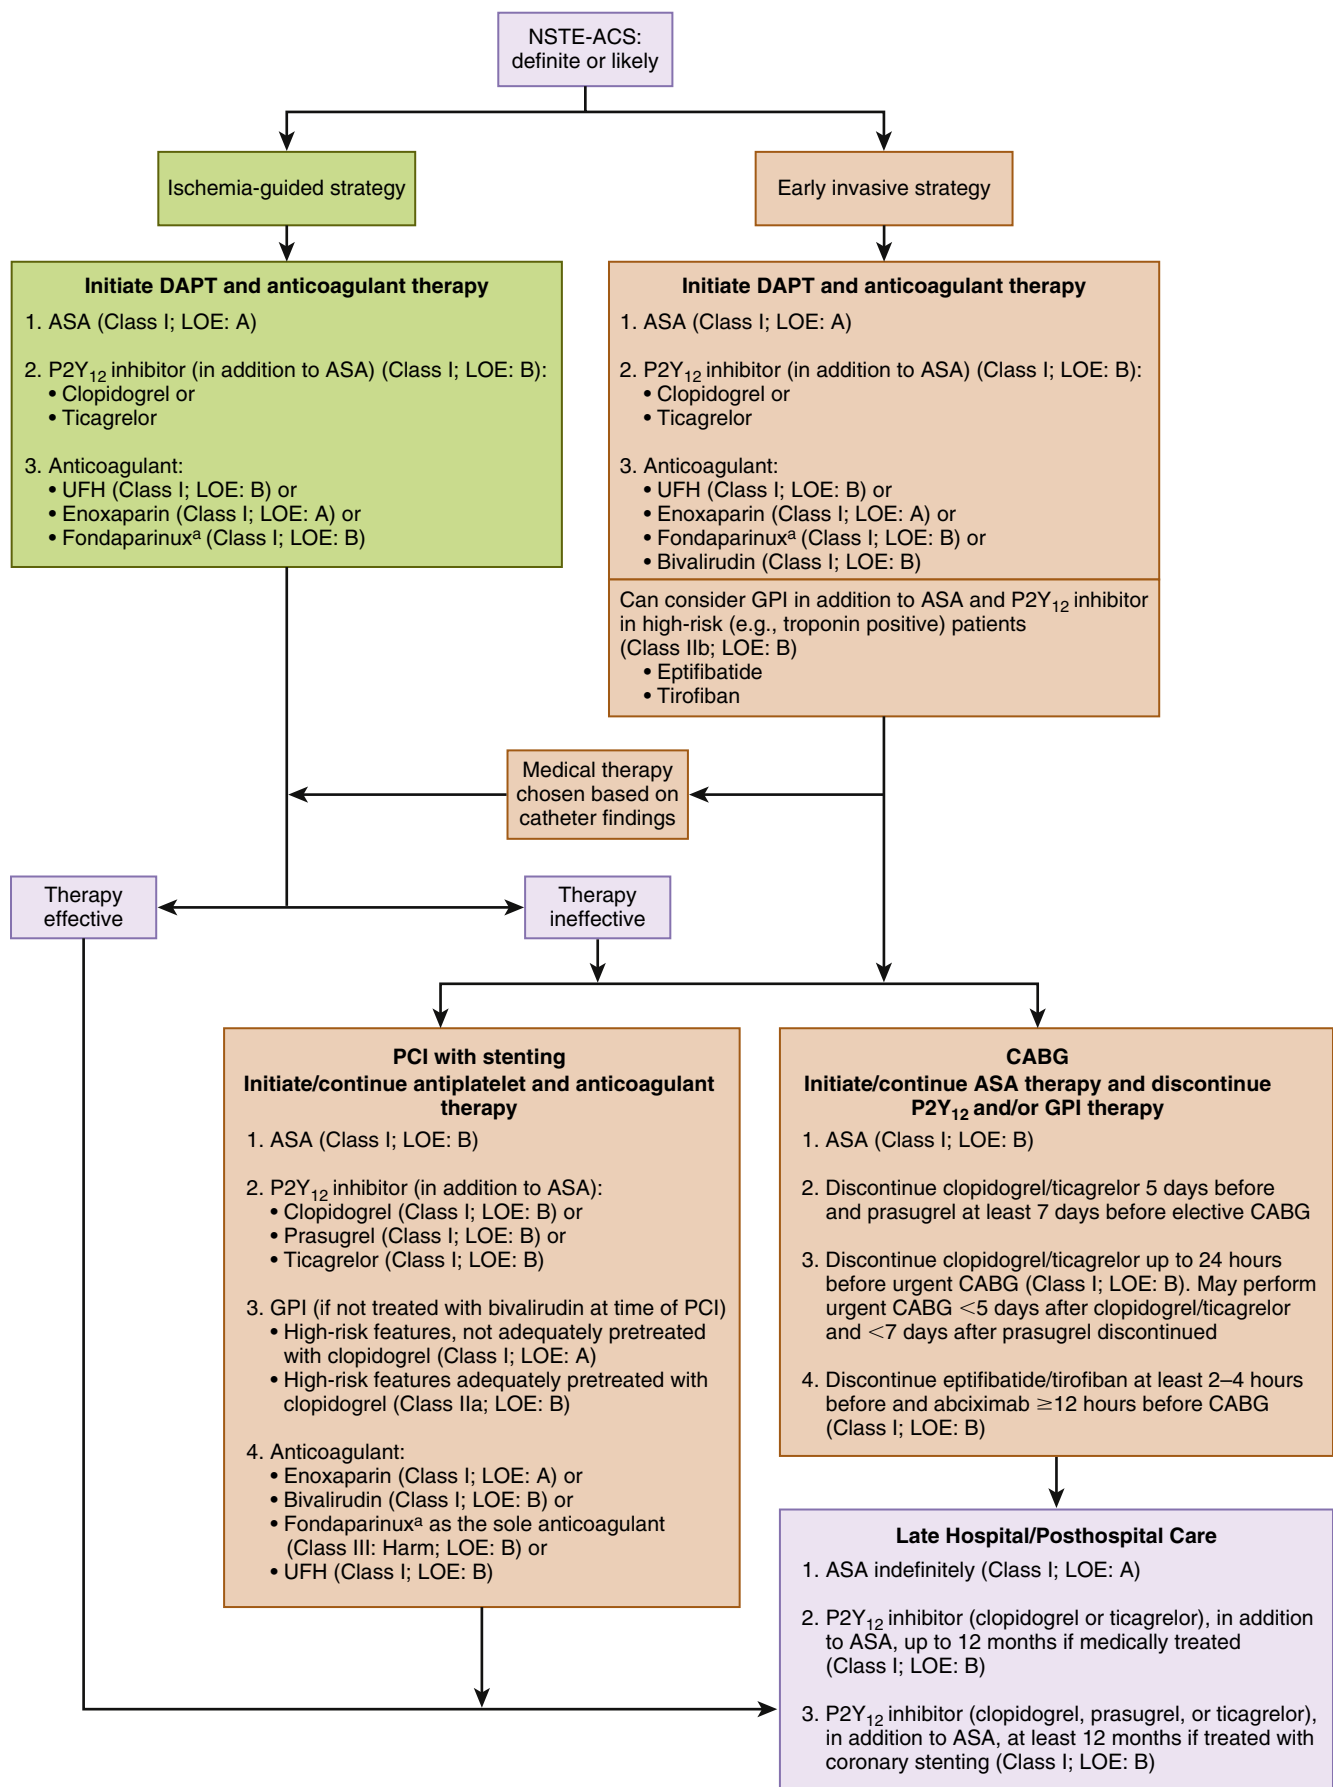 NSTE-ACS:
definite or likely
Ischemia-guided strategy
Early invasive strategy
Initiate DAPT and anticoagulant therapy
1. ASA (Class I; LOE: A)
2. P2Y12 inhibitor (in addition to ASA) (Class I; LOE: B):
• Clopidogrel or
• Ticagrelor
3. Anticoagulant:
• UFH (Class I; LOE: B) or
• Enoxaparin (Class I; LOE: A) or
• Fondaparinuxa (Class I; LOE: B)
Initiate DAPT and anticoagulant therapy
1. ASA (Class I; LOE: A)
2. P2Y12 inhibitor (in addition to ASA) (Class I; LOE: B):
• Clopidogrel or
• Ticagrelor
3. Anticoagulant:
• UFH (Class I; LOE: B) or
• Enoxaparin (Class I; LOE: A) or
• Fondaparinuxa (Class I; LOE: B) or
• Bivalirudin (Class I; LOE: B)
Can consider GPI in addition to ASA and P2Y12 inhibitor
in high-risk (e.g., troponin positive) patients
(Class IIb; LOE: B)
• Eptifibatide
• Tirofiban
Medical therapy
chosen based on
catheter findings
Therapy
effective
Therapy
ineffective
PCI with stenting
Initiate/continue antiplatelet and anticoagulant
therapy
1. ASA (Class I; LOE: B)
2. P2Y12 inhibitor (in addition to ASA):
• Clopidogrel (Class I; LOE: B) or
• Prasugrel (Class I; LOE: B) or
• Ticagrelor (Class I; LOE: B)
3. GPI (if not treated with bivalirudin at time of PCI)
• High-risk features, not adequately pretreated
with clopidogrel (Class I; LOE: A)
• High-risk features adequately pretreated with
clopidogrel (Class IIa; LOE: B)
4. Anticoagulant:
• Enoxaparin (Class I; LOE: A) or
• Bivalirudin (Class I; LOE: B) or
• Fondaparinuxa as the sole anticoagulant
(Class III: Harm; LOE: B) or
• UFH (Class I; LOE: B)
CABG
Initiate/continue ASA therapy and discontinue
P2Y12 and/or GPI therapy
1. ASA (Class I; LOE: B)
2. Discontinue clopidogrel/ticagrelor 5 days before
and prasugrel at least 7 days before elective CABG
3. Discontinue clopidogrel/ticagrelor up to 24 hours
before urgent CABG (Class I; LOE: B). May perform
urgent CABG <5 days after clopidogrel/ticagrelor
and <7 days after prasugrel discontinued
4. Discontinue eptifibatide/tirofiban at least 2–4 hours
before and abciximab ≥12 hours before CABG
(Class I; LOE: B)
Late Hospital/Posthospital Care
1. ASA indefinitely (Class I; LOE: A)
2. P2Y12 inhibitor (clopidogrel or ticagrelor), in addition
to ASA, up to 12 months if medically treated
(Class I; LOE: B)
3. P2Y12 inhibitor (clopidogrel, prasugrel, or ticagrelor),
in addition to ASA, at least 12 months if treated with
coronary stenting (Class I; LOE: B)